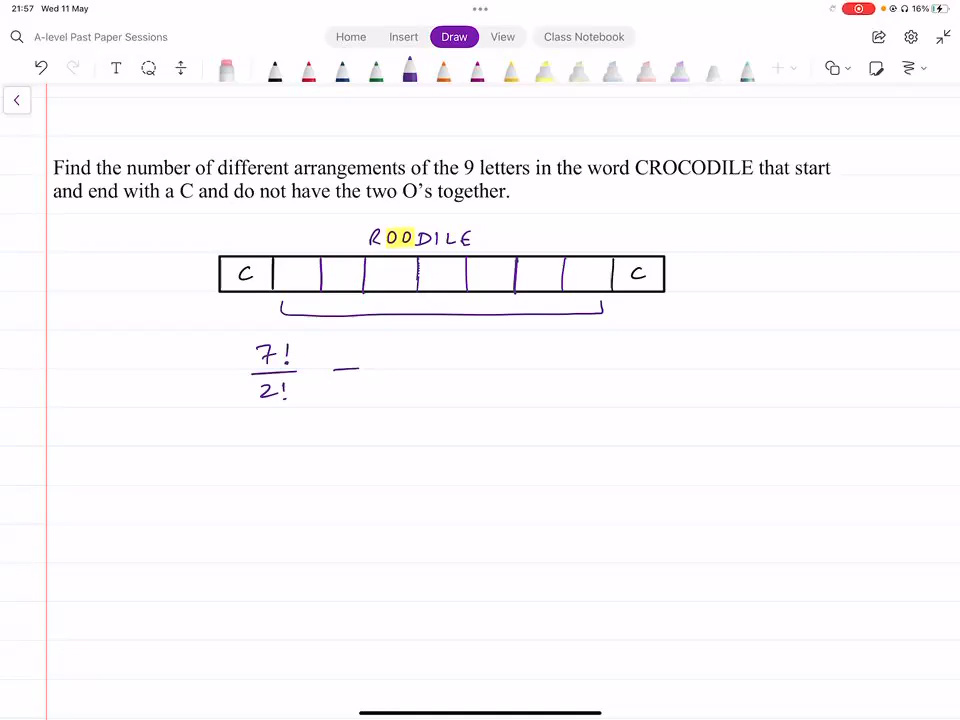 21:57 Wed 11 May 16%
A-level Past Paper Sessions Home Insert Draw View Class Notebook
T
Find the number of different arrangements of the 9 letters in the word CROCODILE that start
and end with a C and do not have the two O's together.
ROODILE
C C
7!
2!
—